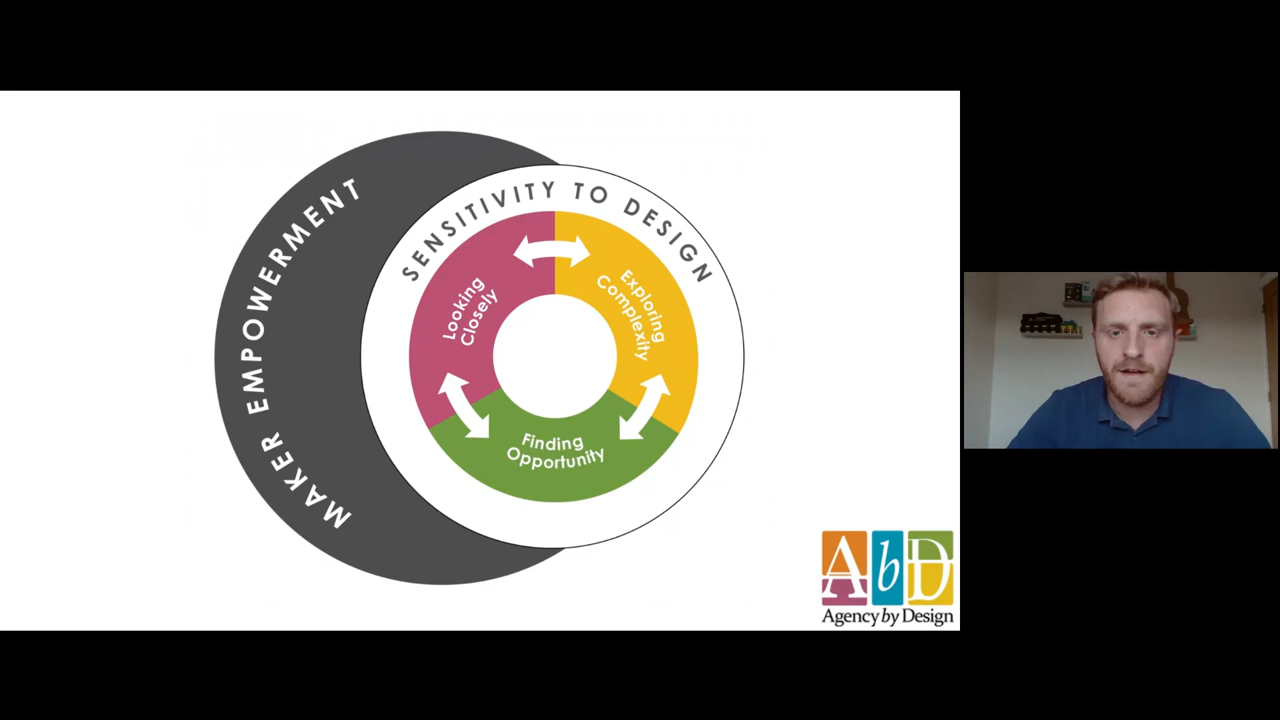 MAKER EMPOWERMENT
SENSITIVITY TO DESIGN
Looking
Closely
Exploring
Complexity
Finding
Opportunity
AbD
Agency by Design